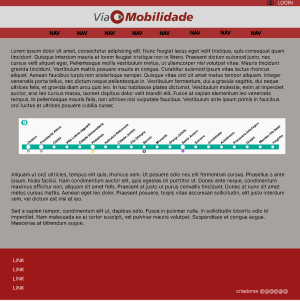 LOGIN
ViaMobilidade
NAV NAV NAV NAV NAV NAV NAV
Lorem ipsum dolor sit amet, consectetur adipiscing elit. Nunc feugiat lacus eget velit tristique, quis consequat quam
tincidunt. Quisque interdum mauris et lorem feugiat tristique non in libero. Praesent dictum euismod justo, nec
cursus velit aliquet eget. Pellentesque mollis vestibulum metus, ut ullamcorper nisl volutpat vitae. Mauris tincidunt
gravida tincidunt. Vestibulum mattis posuere mauris et congue. Curabitur euismod ipsum vitae lectus rhoncus
aliquet. Aenean faucibus turpis non scelerisque semper. Quisque vitae orci sit amet metus tempor aliquam. Integer
venenatis porta tellus, nec dictum neque pellentesque in. Vestibulum fermentum, dui a gravida sagittis, dui neque
ultrices felis, et gravida diam arcu quis leo. In hac habitasse platea dictumst. Vestibulum molestie, enim at imperdiet
auctor, erat leo cursus massa, laoreet dapibus dolor velit blandit elit. Fusce at sapien elementum leo venenatis
tempus. In pellentesque mauris felis, non ultrices nisl vulputate faucibus. Vestibulum ante ipsum primis in faucibus
orci luctus et ultrices posuere cubilia curae;
9
Aliquam ut orci ultricies, tempus elit quis, rhoncus sem. Ut posuere odio nec elit fermentum cursus. Phasellus a ante
ipsum. Nulla facilisi. Nam condimentum auctor elit, quis egestas mi porttitor ut. Donec ante neque, condimentum
maximus efficitur non, aliquam sit amet felis. Praesent at justo ut purus convallis tincidunt. Donec at nunc sit amet
metus cursus mattis. Aenean eget leo dolor. Praesent posuere, turpis vitae accumsan sollicitudin, elit justo interdum
sem, vel dictum est nisi et leo.
Sed a sapien tempor, condimentum elit ut, dapibus odio. Fusce in pulvinar nulla. In sollicitudin lobortis odio id
imperdiet. Nam malesuada ex at tortor suscipit, vel pulvinar mauris volutpat. Suspendisse et congue augue.
Maecenas at bibendum augue.
LINK
LINK
LINK
LINK
criadores